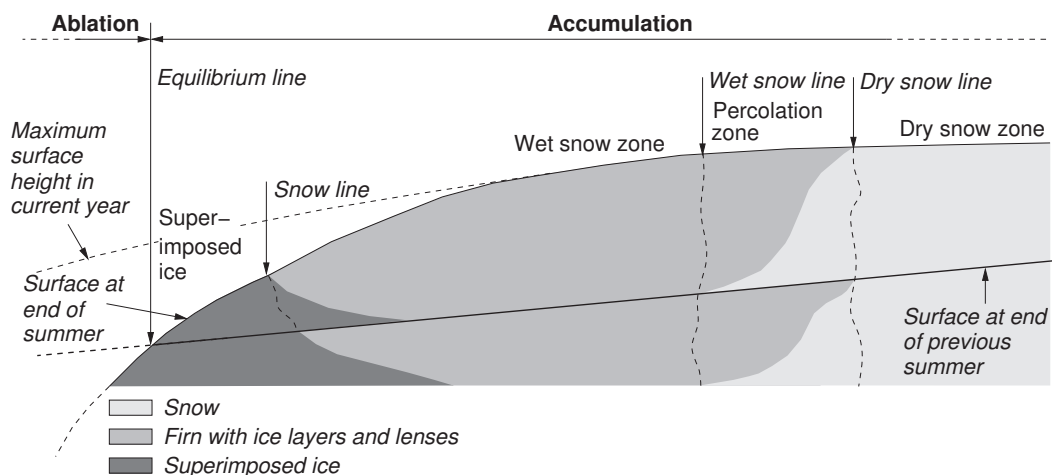 Ablation
Accumulation
Equilibrium line
Wet snow line
Dry snow line
Percolation
zone
Maximum
surface
height in
current year
Wet snow zone
Dry snow zone
Snow line
Super–
imposed
ice
Surface at
end of
summer
Surface at end
of previous
summer
Snow
Firn with ice layers and lenses
Superimposed ice